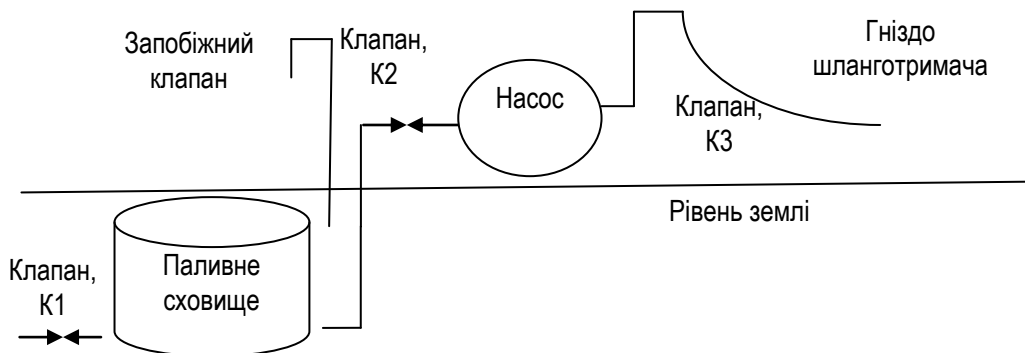 Запобіжний
клапан
Клапан,
К2
Насос
Клапан,
К3
Гніздо
шланготримача
Рівень землі
Клапан,
К1
Паливне
сховище